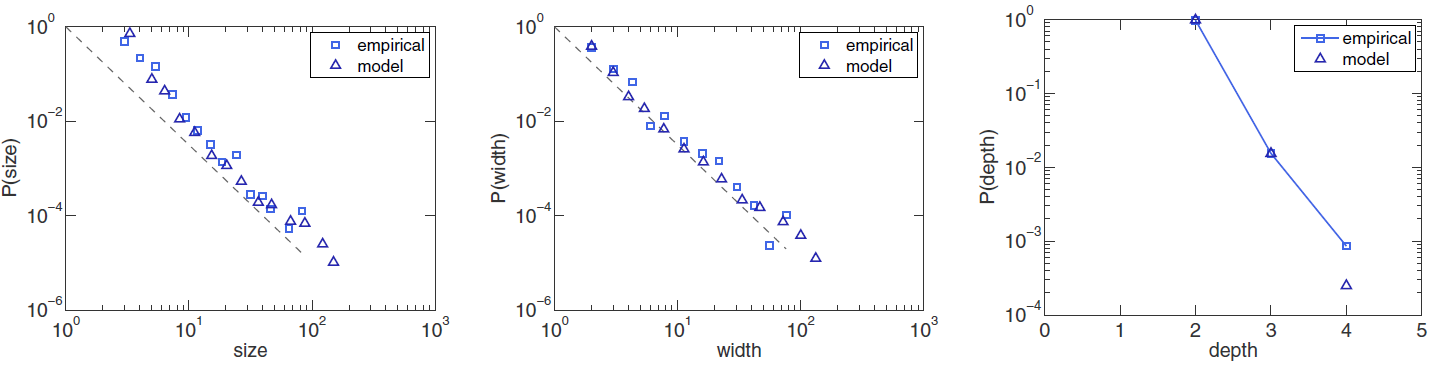 10^0
10^-2
10^-4
10^-6
P(size)
empirical
model
10^0 10^1 10^2 10^3
size
10^0
10^-2
10^-4
10^-6
P(width)
empirical
model
10^0 10^1 10^2 10^3
width
10^0
10^-1
10^-2
10^-3
10^-4
P(depth)
empirical
model
0 1 2 3 4 5
depth